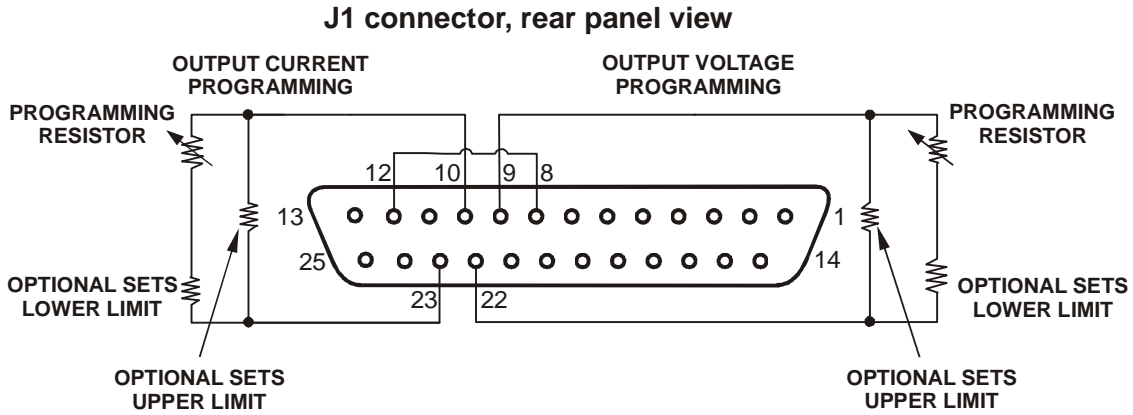 J1 connector, rear panel view
OUTPUT CURRENT
PROGRAMMING
OUTPUT VOLTAGE
PROGRAMMING
PROGRAMMING
RESISTOR
PROGRAMMING
RESISTOR
12 10 9 8
13 1
25 14
23 22
OPTIONAL SETS
LOWER LIMIT
OPTIONAL SETS
LOWER LIMIT
OPTIONAL SETS
UPPER LIMIT
OPTIONAL SETS
UPPER LIMIT